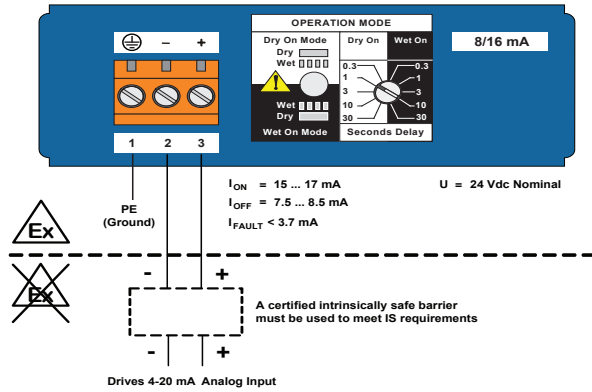 OPERATION MODE
Dry On Mode
Dry On
Wet On
8/16 mA
Dry
Wet
Wet
Dry
Wet On Mode
0.3
0.3
1
1
3
3
10
10
30
30
Seconds Delay
- +
1 2 3
PE
(Ground)
I ON = 15 ... 17 mA
I OFF = 7.5 ... 8.5 mA
I FAULT < 3.7 mA
U = 24 Vdc Nominal
Ex
Ex
- +
A certified intrinsically safe barrier
must be used to meet IS requirements
- +
Drives 4-20 mA Analog Input